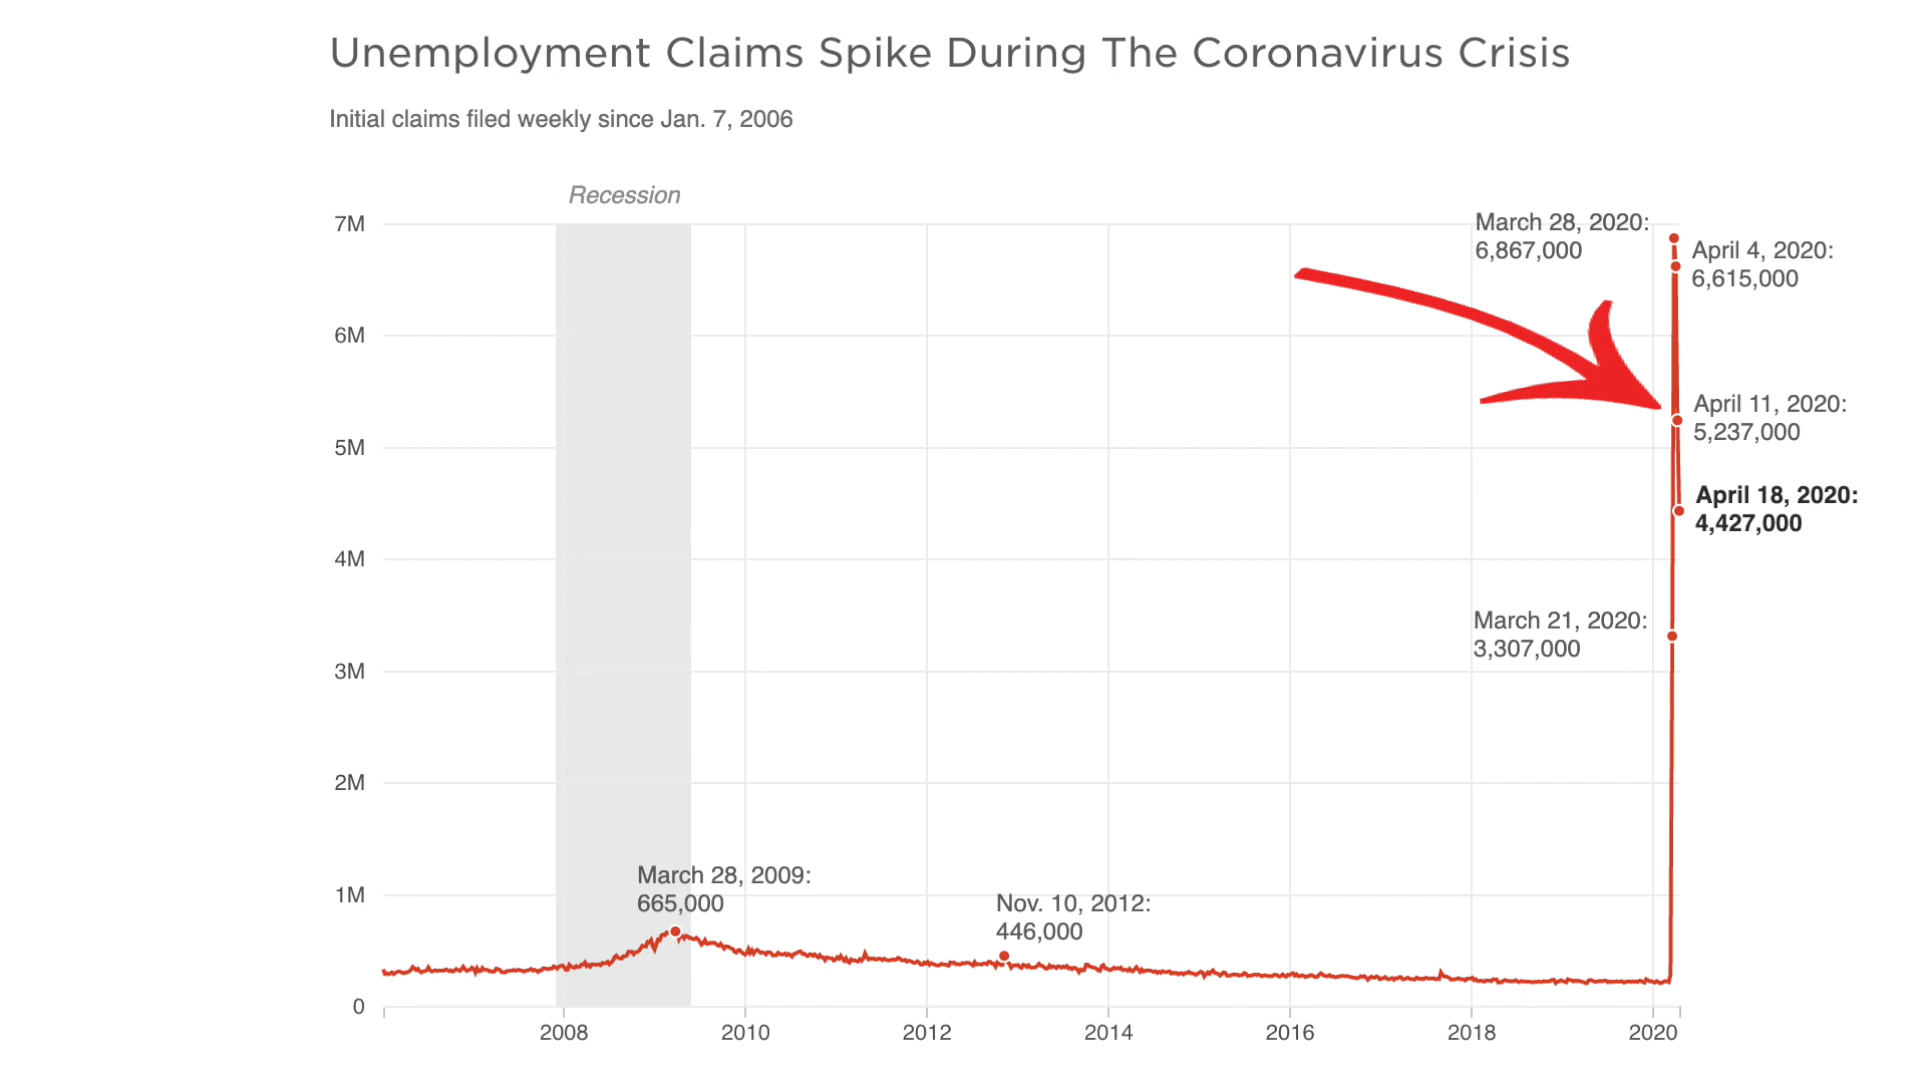 Unemployment Claims Spike During The Coronavirus Crisis
Initial claims filed weekly since Jan. 7, 2006
Recession
7M
6M
5M
4M
3M
2M
1M
0
March 28, 2020:
6,867,000
April 4, 2020:
6,615,000
April 11, 2020:
5,237,000
April 18, 2020:
4,427,000
March 21, 2020:
3,307,000
March 28, 2009:
665,000
Nov. 10, 2012:
446,000
2008
2010
2012
2014
2016
2018
2020